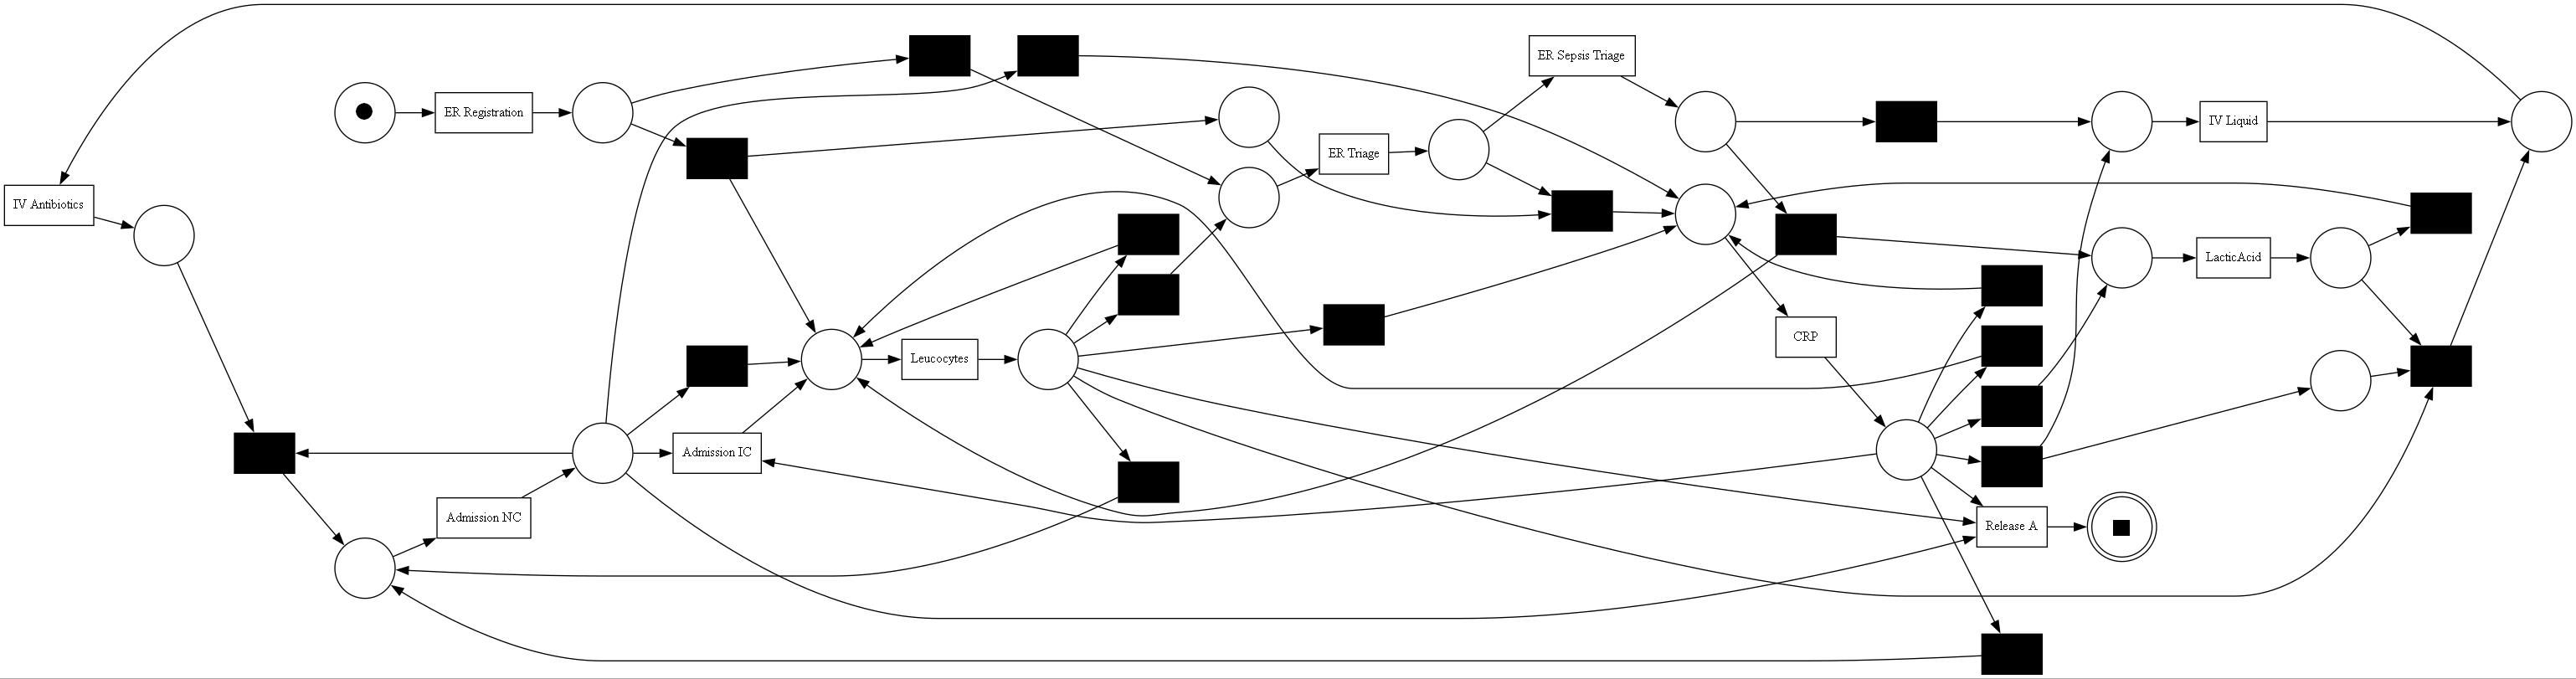 ER Sepsis Triage
ER Registration
IV Liquid
ER Triage
IV Antibiotics
LacticAcid
CRP
Leucocytes
Admission IC
Admission NC
Release A